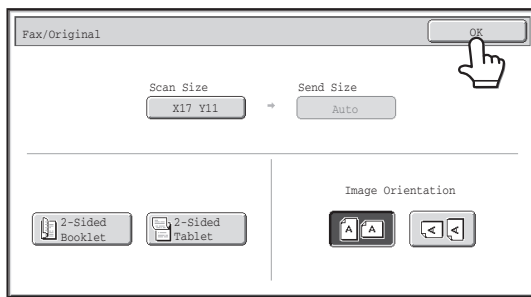 Fax/Original
OK
Scan Size
Send Size
X17 Y11
Auto
Image Orientation
2-Sided
Booklet
2-Sided
Tablet
A A
A A